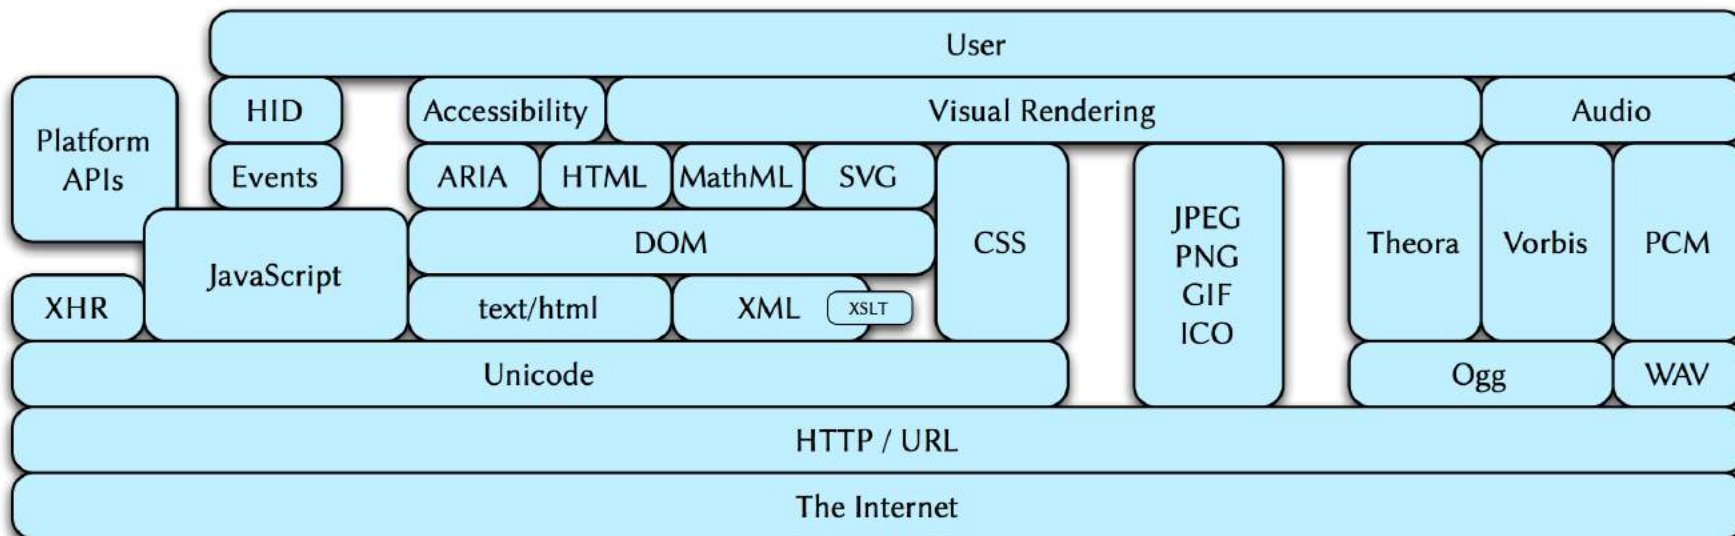 User
HID
Accessibility
Visual Rendering
Audio
Platform
APIs
Events
ARIA
HTML
MathML
SVG
CSS
JPEG
PNG
GIF
ICO
Theora
Vorbis
PCM
JavaScript
DOM
XHR
text/html
XML
XSLT
Unicode
Ogg
WAV
HTTP / URL
The Internet